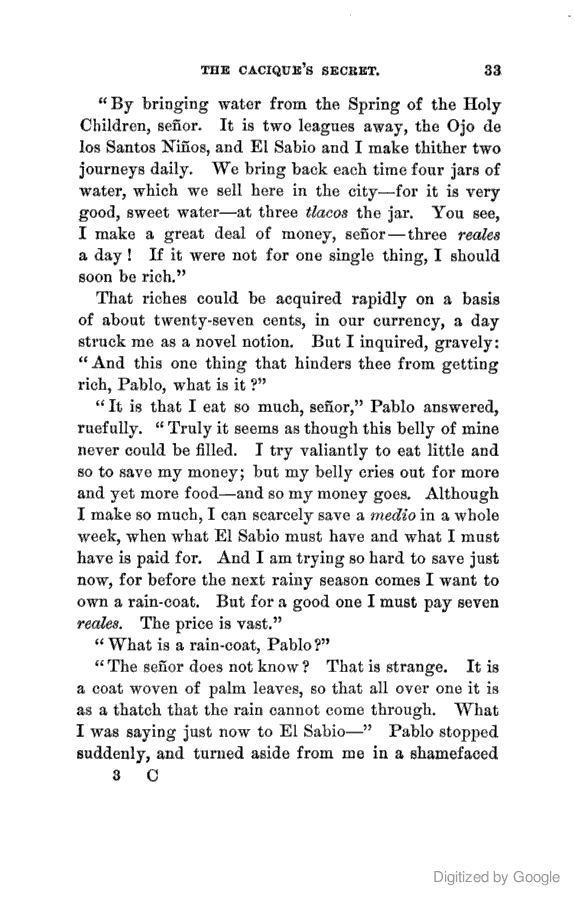 THE CACIQUE'S SECRET. 33
"By bringing water from the Spring of the Holy
Children, señor. It is two leagues away, the Ojo de
los Santos Niños, and El Sabio and I make thither two
journeys daily. We bring back each time four jars of
water, which we sell here in the city—for it is very
good, sweet water—at three tlacos the jar. You see,
I make a great deal of money, señor—three reales
a day! If it were not for one single thing, I should
soon be rich."
That riches could be acquired rapidly on a basis
of about twenty-seven cents, in our currency, a day
struck me as a novel notion. But I inquired, gravely:
"And this one thing that hinders thee from getting
rich, Pablo, what is it?"
"It is that I eat so much, señor," Pablo answered,
ruefully. "Truly it seems as though this belly of mine
never could be filled. I try valiantly to eat little and
so to save my money; but my belly cries out for more
and yet more food—and so my money goes. Although
I make so much, I can scarcely save a medio in a whole
week, when what El Sabio must have and what I must
have is paid for. And I am trying so hard to save just
now, for before the next rainy season comes I want to
own a rain-coat. But for a good one I must pay seven
reales. The price is vast."
"What is a rain-coat, Pablo?"
"The señor does not know? That is strange. It is
a coat woven of palm leaves, so that all over one it is
as a thatch that the rain cannot come through. What
I was saying just now to El Sabio—" Pablo stopped
suddenly, and turned aside from me in a shamefaced
3 C
Digitized by Google